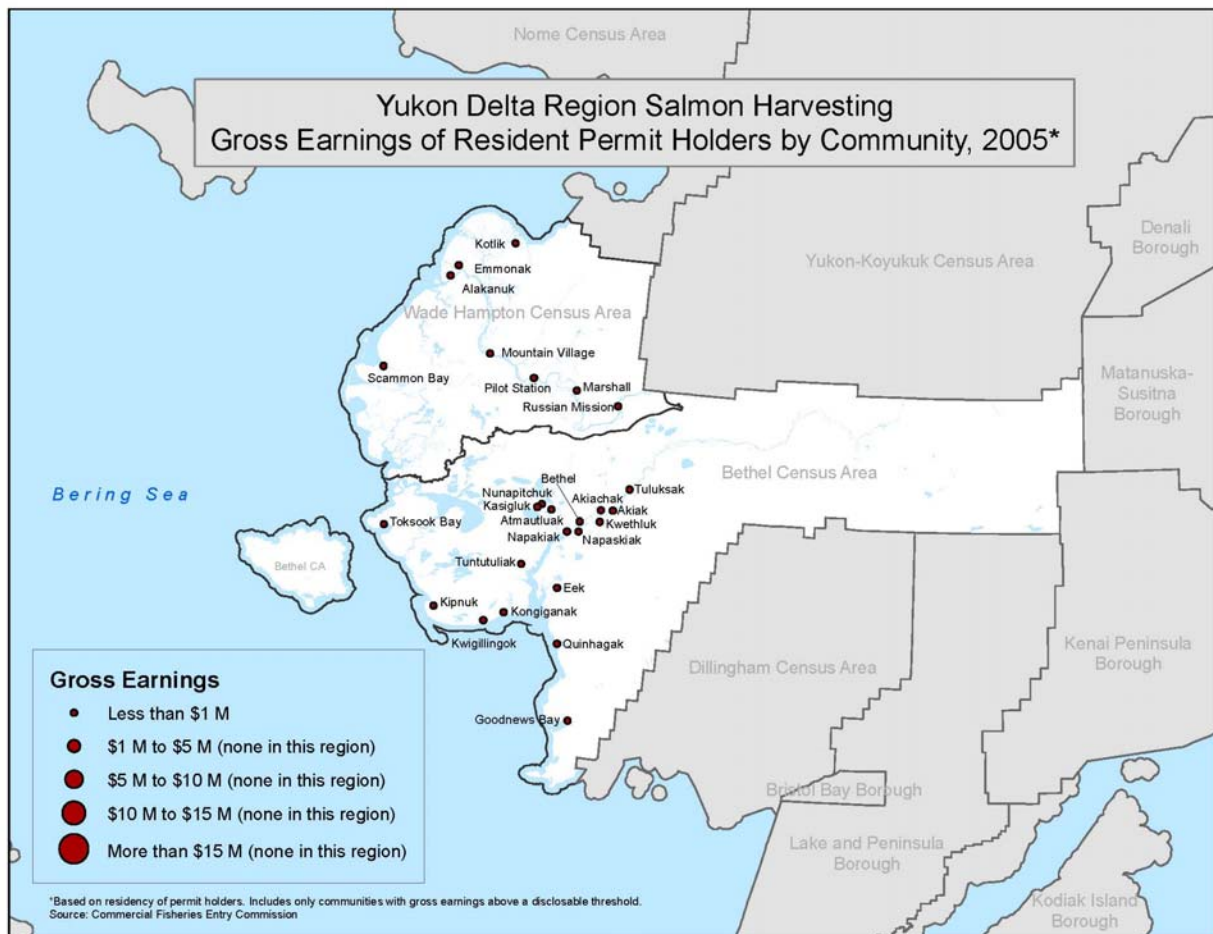 Nome Census Area
Yukon Delta Region Salmon Harvesting
Gross Earnings of Resident Permit Holders by Community, 2005*
Denali
Borough
Yukon-Koyukuk Census Area
Kotlik
Emmonak
Alakanuk
Wade Hampton Census Area
Mountain Village
Scammon Bay
Pilot Station
Marshall
Russian Mission
Matanuska-
Susitna
Borough
Bering Sea
Bethel Census Area
Bethel
Tuluksak
Nunapitchuk
Akiachak
Kasigluk
Akiak
Atmautluak
Kwethluk
Toksook Bay
Napakiak
Napaskiak
Tuntutuliak
Bethel CA
Eek
Kipnuk
Kongiganak
Kwigillingok
Quinhagak
Dillingham Census Area
Kenai Peninsula
Borough
Goodnews Bay
Bristol Bay Borough
Lake and Peninsula
Borough
Kodiak Island
Borough
Gross Earnings
Less than $1 M
$1 M to $5 M (none in this region)
$5 M to $10 M (none in this region)
$10 M to $15 M (none in this region)
More than $15 M (none in this region)
*Based on residency of permit holders. Includes only communities with gross earnings above a disclosable threshold.
Source: Commercial Fisheries Entry Commission